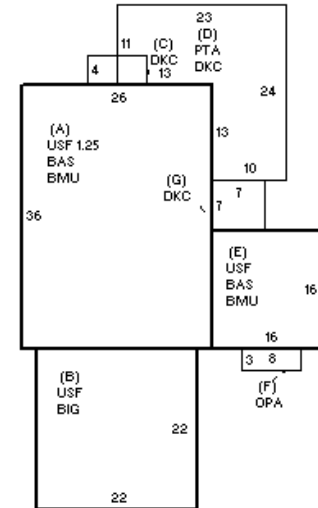 23
(D)
PTA
DKC
11
(C)
DKC
13
4
26
24
(A)
USF 1.25
BAS
BMU
13
10
(G)
DKC
7
7
36
(E)
USF
BAS
BMU
16
16
3 8
(F)
OPA
(B)
USF
BIG
22
22